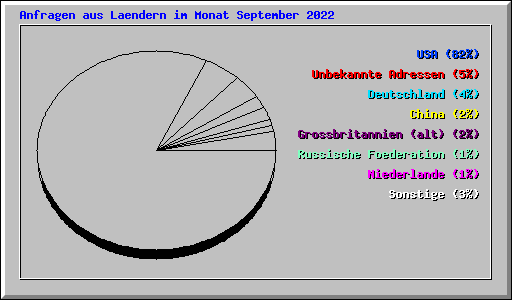 Anfragen aus Laendern im Monat September 2022
USA (82%)
Unbekannte Adressen (5%)
Deutschland (4%)
China (2%)
Grossbritannien (alt) (2%)
Russische Foederation (1%)
Niederlande (1%)
Sonstige (3%)